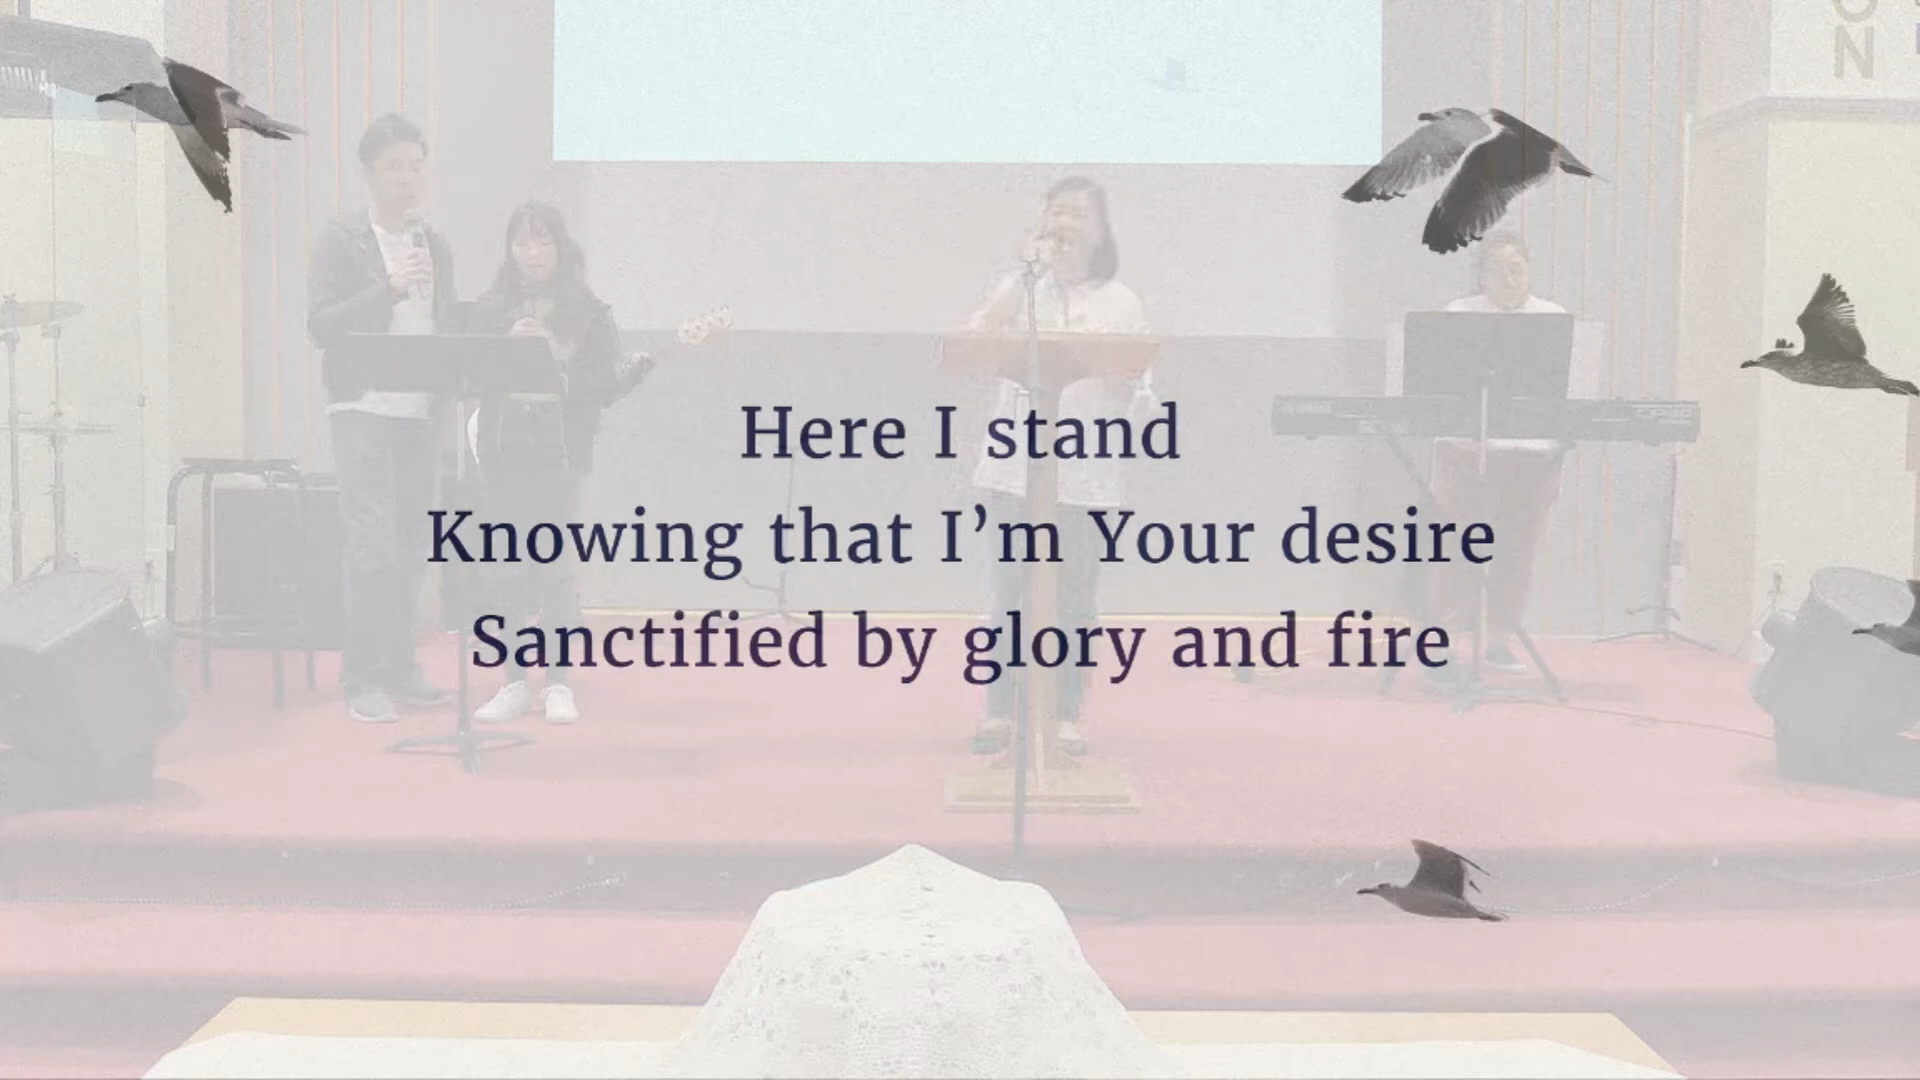 Here I stand
Knowing that I’m Your desire
Sanctified by glory and fire